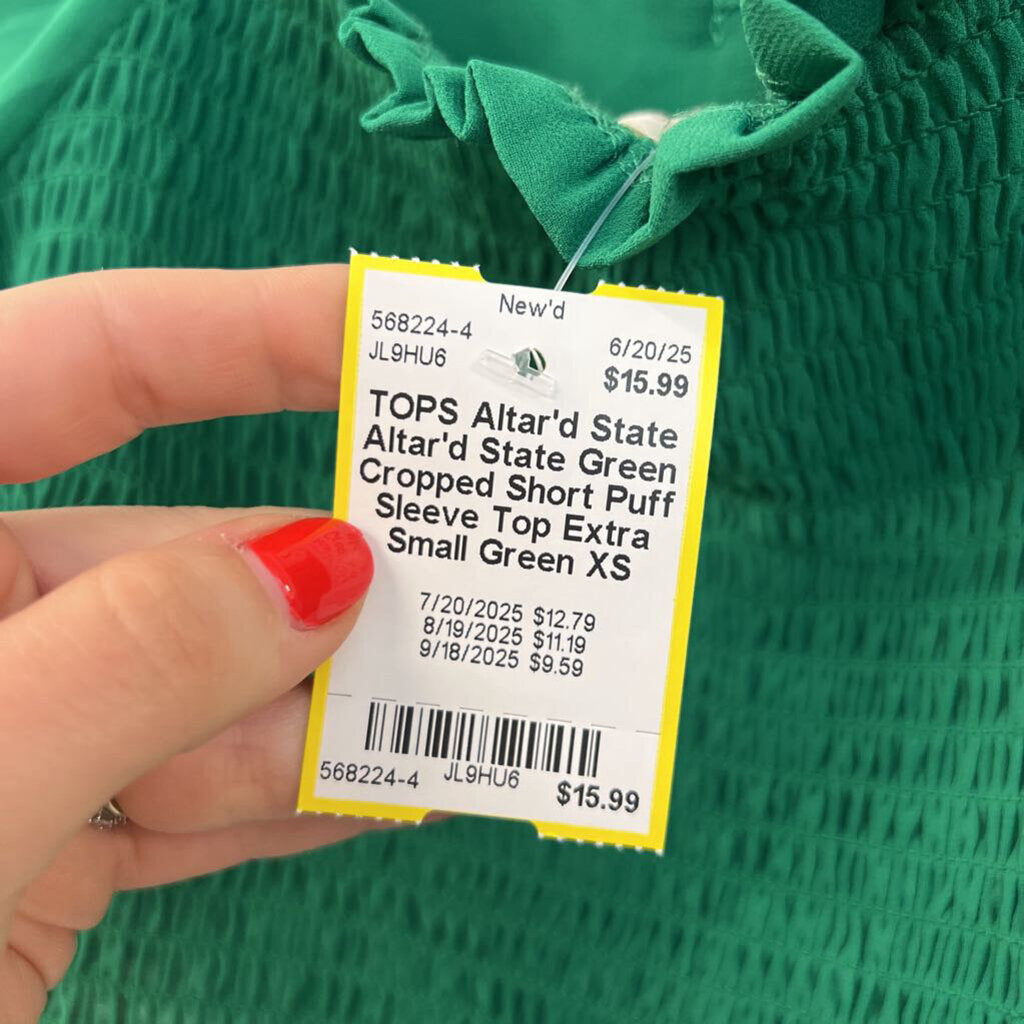 New'd
568224-4
JL9HU6
6/20/25
$15.99
TOPS Altar'd State
Altar'd State Green
Cropped Short Puff
Sleeve Top Extra
Small Green XS
7/20/2025 $12.79
8/19/2025 $11.19
9/18/2025 $9.59
568224-4 JL9HU6 $15.99